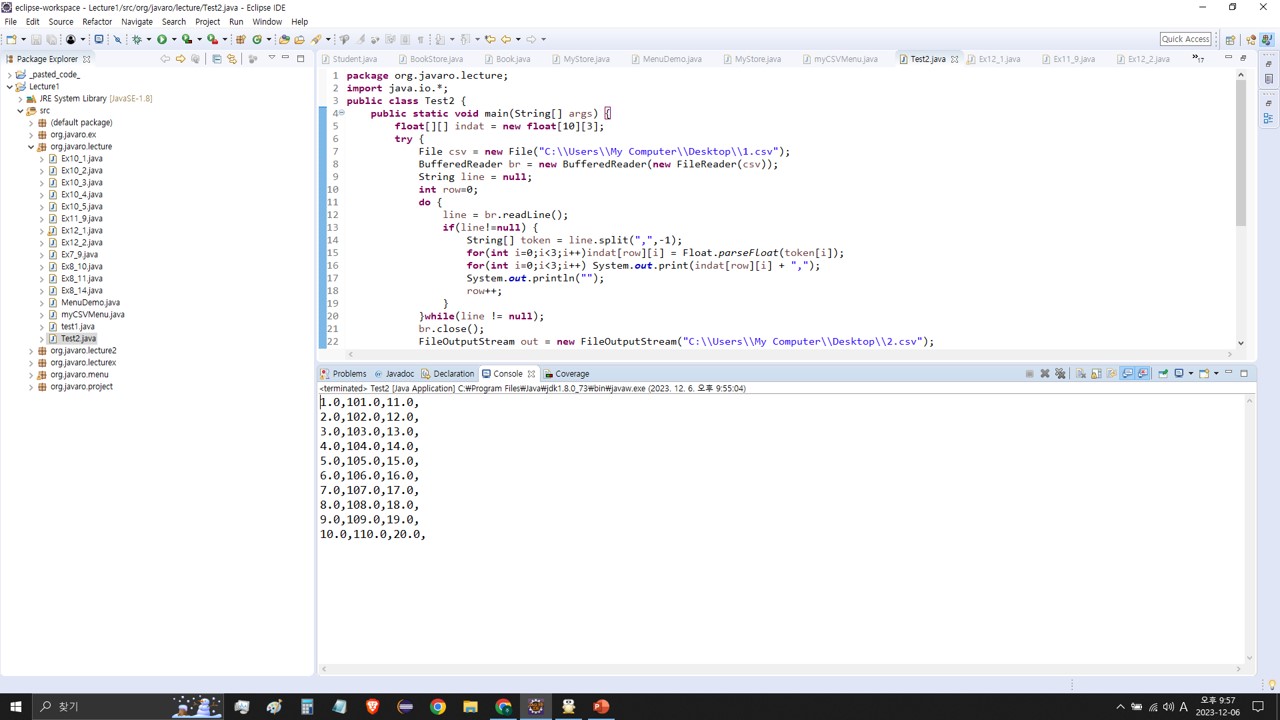 eclipse-workspace - Lecture1/src/org/javaro/lecture/Test2.java - Eclipse IDE
File Edit Source Refactor Navigate Search Project Run Window Help
Quick Access
Package Explorer
_pasted_code_
Lecture1
JRE System Library [JavaSE-1.8]
src
(default package)
org.javaro.ex
org.javaro.lecture
Ex10_1.java
Ex10_2.java
Ex10_3.java
Ex10_4.java
Ex10_5.java
Ex11_9.java
Ex12_1.java
Ex12_2.java
Ex7_9.java
Ex8_10.java
Ex8_11.java
Ex8_14.java
MenuDemo.java
myCSVMenu.java
test1.java
Test2.java
org.javaro.lecture2
org.javaro.lecturex
org.javaro.menu
org.javaro.project
Student.java BookStore.java Book.java MyStore.java MenuDemo.java MyStore.java myCSVMenu.java Test2.java Ex12_1.java Ex11_9.java Ex12_2.java »17
1 package org.javaro.lecture;
2 import java.io.*;
3 public class Test2 {
4 public static void main(String[] args) {
5 float[][] indat = new float[10][3];
6 try {
7 File csv = new File("C:\\Users\\My Computer\\Desktop\\1.csv");
8 BufferedReader br = new BufferedReader(new FileReader(csv));
9 String line = null;
10 int row=0;
11 do {
12 line = br.readLine();
13 if(line!=null) {
14 String[] token = line.split(",",-1);
15 for(int i=0;i<3;i++)indat[row][i] = Float.parseFloat(token[i]);
16 for(int i=0;i<3;i++) System.out.print(indat[row][i] + ",");
17 System.out.println("");
18 row++;
19 }
20 }while(line != null);
21 br.close();
22 FileOutputStream out = new FileOutputStream("C:\\Users\\My Computer\\Desktop\\2.csv");
Problems Javadoc Declaration Console Coverage
<terminated> Test2 [Java Application] C:₩Program Files₩Java₩jdk1.8.0_73₩bin₩javaw.exe (2023. 12. 6. 오후 9:55:04)
1.0,101.0,11.0,
2.0,102.0,12.0,
3.0,103.0,13.0,
4.0,104.0,14.0,
5.0,105.0,15.0,
6.0,106.0,16.0,
7.0,107.0,17.0,
8.0,108.0,18.0,
9.0,109.0,19.0,
10.0,110.0,20.0,
찾기
A
오후 9:57
2023-12-06